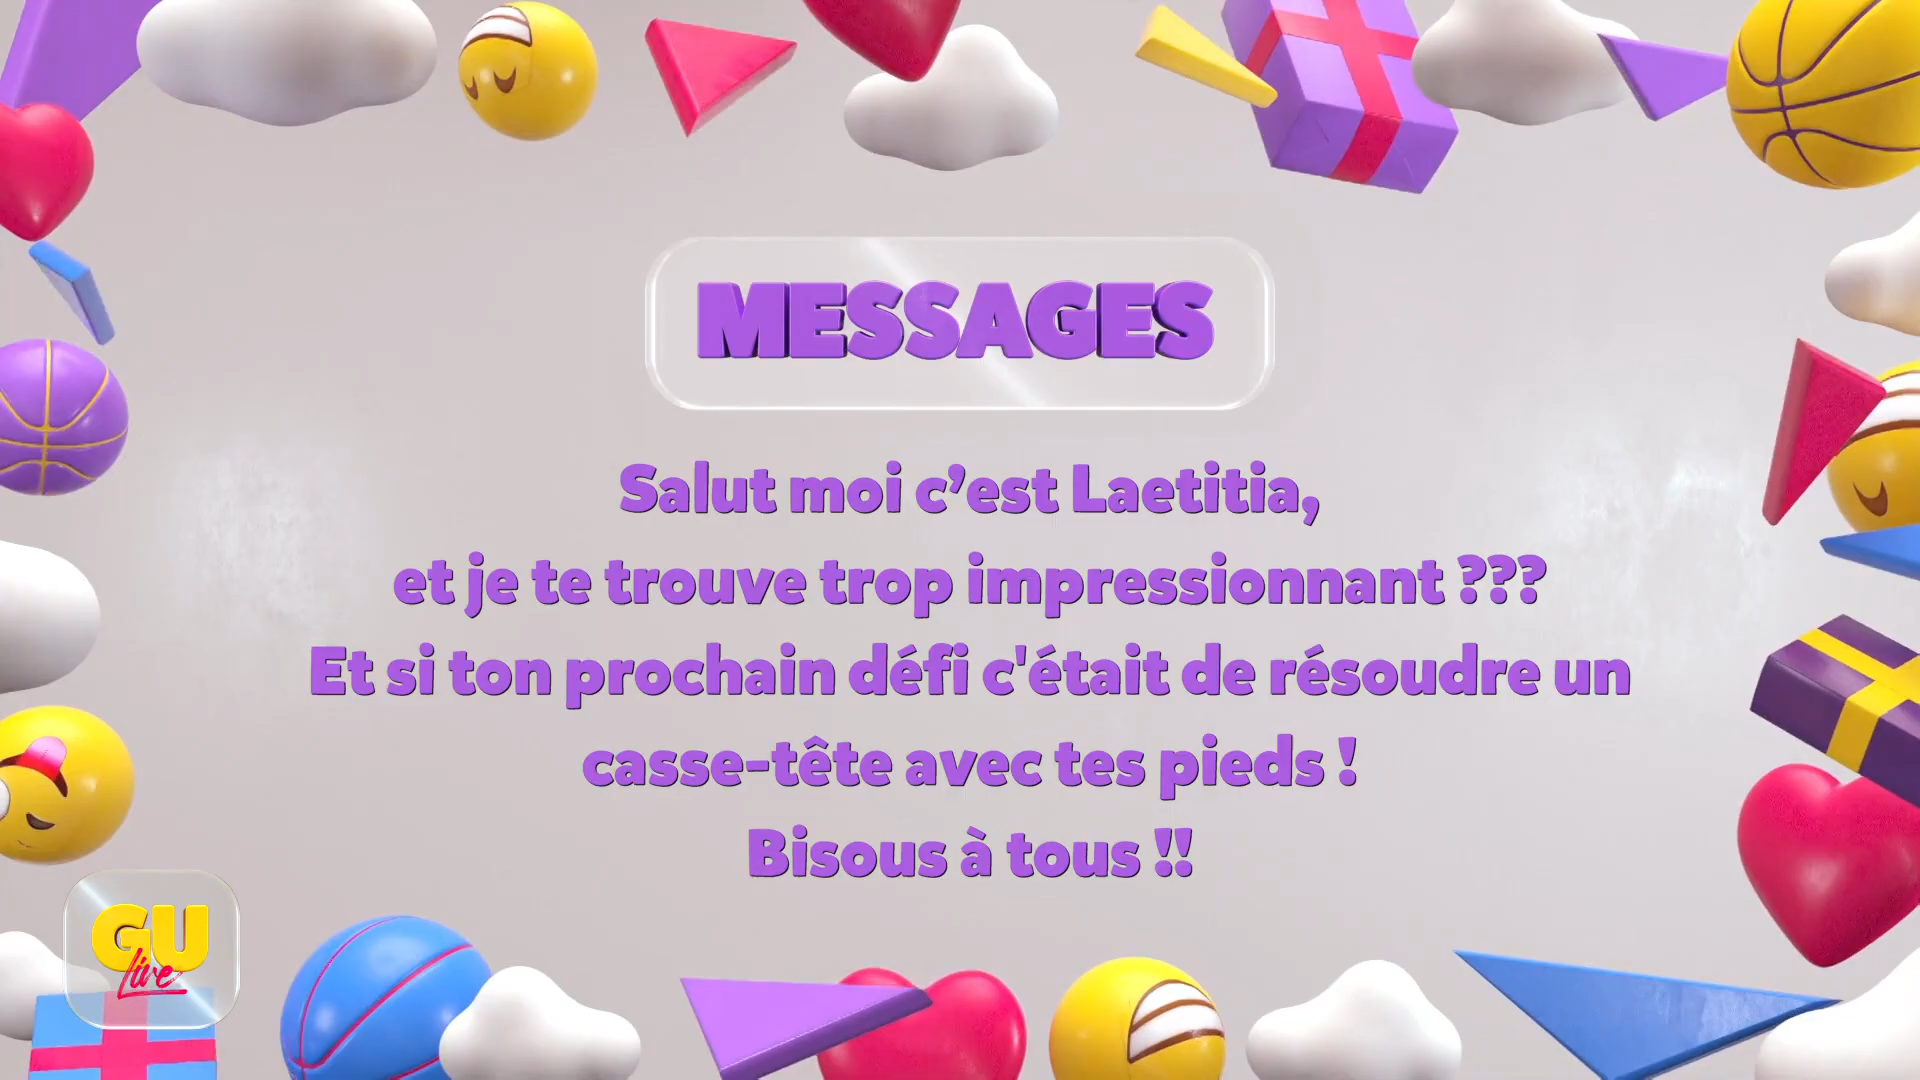 MESSAGES
Salut moi c’est Laetitia,
et je te trouve trop impressionnant ???
Et si ton prochain défi c'était de résoudre un
casse-tête avec tes pieds !
Bisous à tous !!
GU
Live